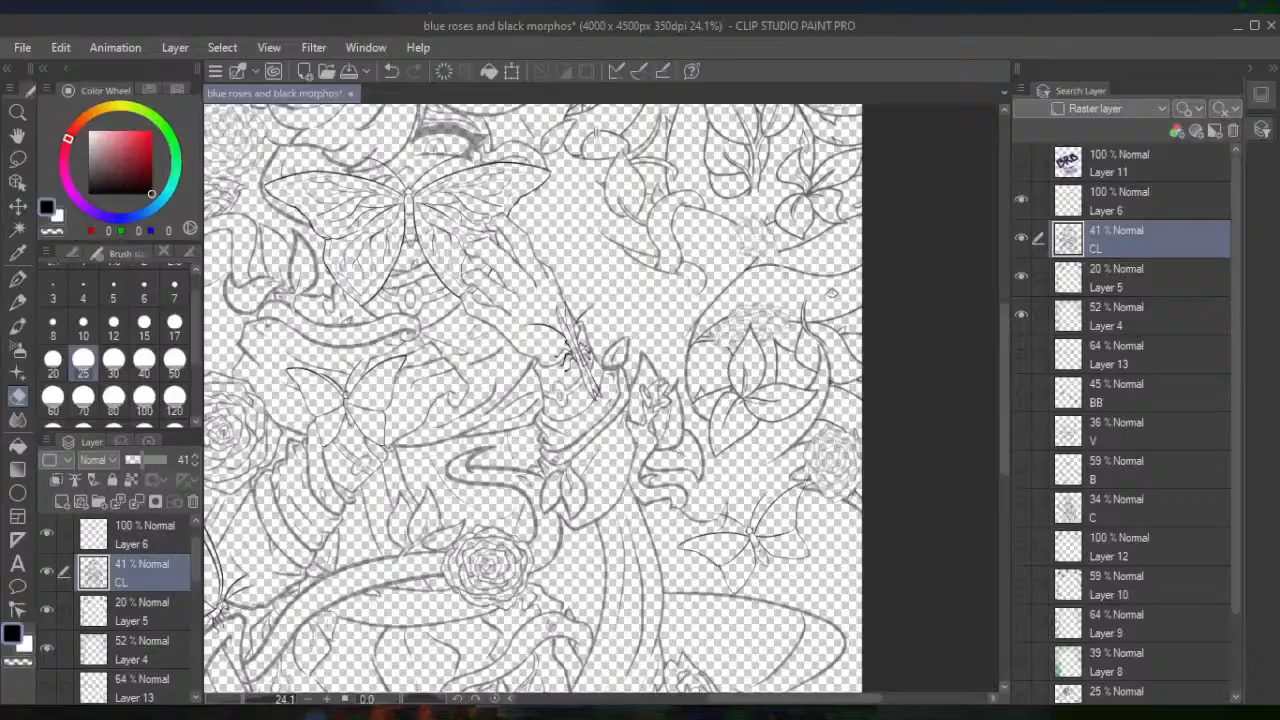 blue roses and black morphos* (4000 x 4500px 350dpi 24.1%) - CLIP STUDIO PAINT PRO
File Edit Animation Layer Select View Filter Window Help
blue roses and black morphos*
Color Wheel
0 0 0
Brush
3 4 5 6 7
8 10 12 15 17
20 25 30 40 50
60 70 80 100 120
Layer
Normal 41
100 % Normal
Layer 6
41 % Normal
CL
20 % Normal
Layer 5
52 % Normal
Layer 4
64 % Normal
Layer 13
24.1 0.0
Search Layer
Raster layer
BRB
100 % Normal
Layer 11
100 % Normal
Layer 6
41 % Normal
CL
20 % Normal
Layer 5
52 % Normal
Layer 4
64 % Normal
Layer 13
45 % Normal
BB
36 % Normal
V
59 % Normal
B
34 % Normal
C
100 % Normal
Layer 12
59 % Normal
Layer 10
64 % Normal
Layer 9
39 % Normal
Layer 8
25 % Normal